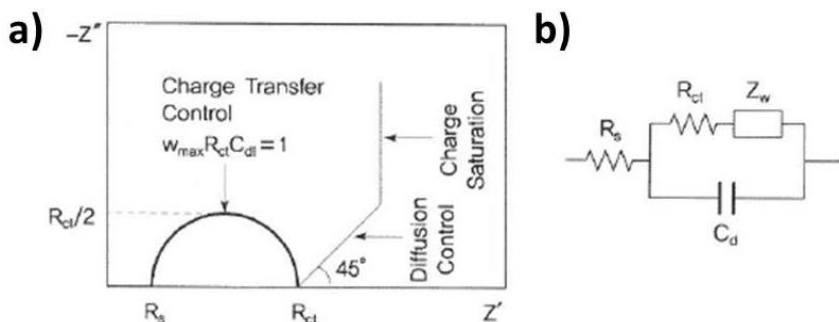 a)
-Z″
Charge Transfer
Control
w_max R_ct C_dl = 1
R_ct/2
45°
Diffusion
Control
Charge
Saturation
R_s
R_ct
Z′
b)
R_s
R_ct
Z_w
C_d